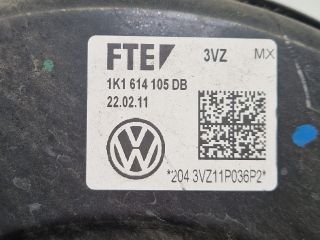 FTE 3VZ MX
1K1 614 105 DB
22.02.11
*204 3VZ11P036P2*